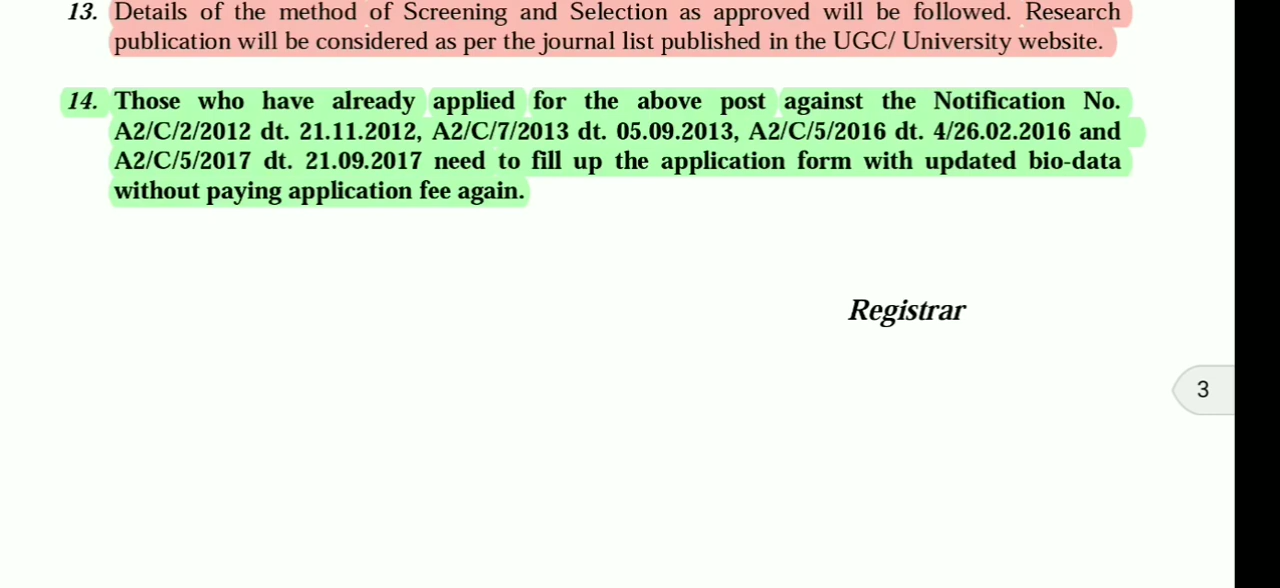 13. Details of the method of Screening and Selection as approved will be followed. Research
publication will be considered as per the journal list published in the UGC/ University website.
14. Those who have already applied for the above post against the Notification No.
A2/C/2/2012 dt. 21.11.2012, A2/C/7/2013 dt. 05.09.2013, A2/C/5/2016 dt. 4/26.02.2016 and
A2/C/5/2017 dt. 21.09.2017 need to fill up the application form with updated bio-data
without paying application fee again.
Registrar
3